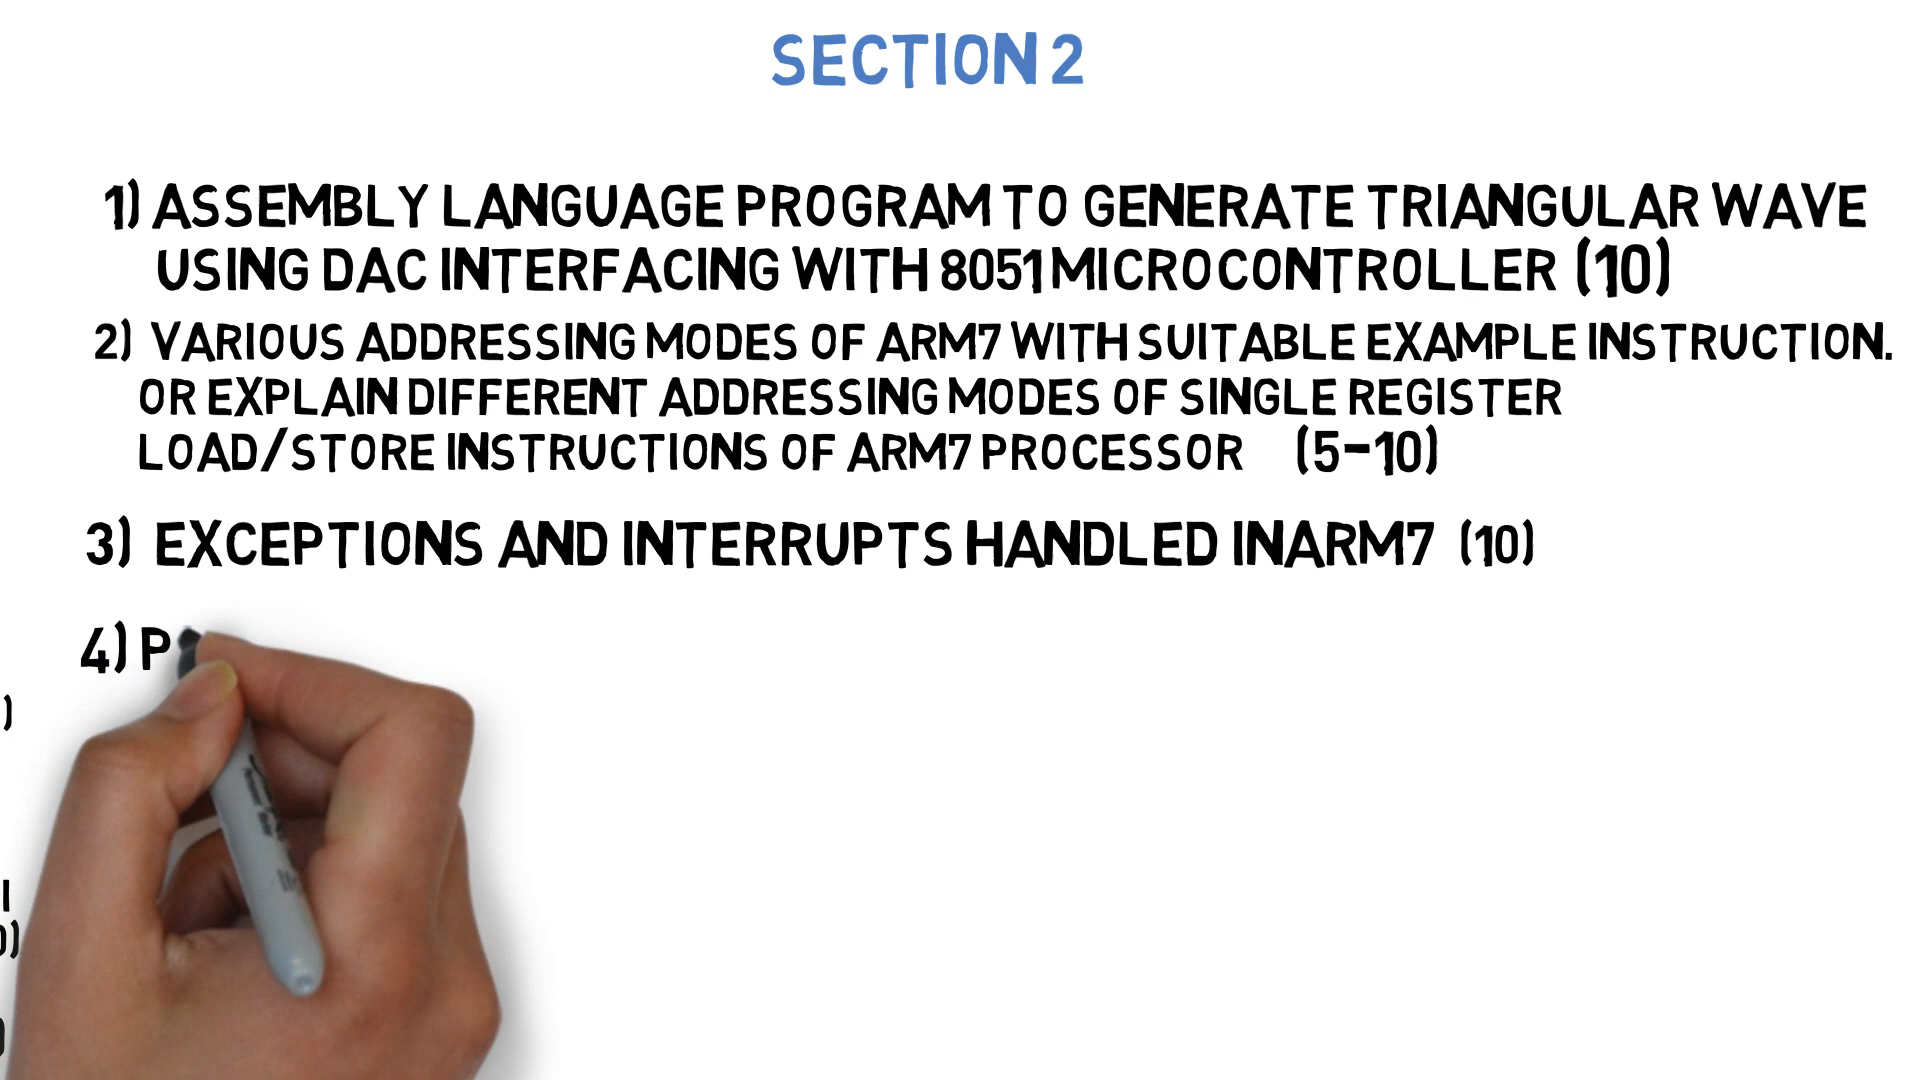 SECTION 2
1) ASSEMBLY LANGUAGE PROGRAM TO GENERATE TRIANGULAR WAVE
USING DAC INTERFACING WITH 8051 MICROCONTROLLER (10)
2) VARIOUS ADDRESSING MODES OF ARM7 WITH SUITABLE EXAMPLE INSTRUCTION.
OR EXPLAIN DIFFERENT ADDRESSING MODES OF SINGLE REGISTER
LOAD/STORE INSTRUCTIONS OF ARM7 PROCESSOR (5-10)
3) EXCEPTIONS AND INTERRUPTS HANDLED INARM7 (10)
4) P
)